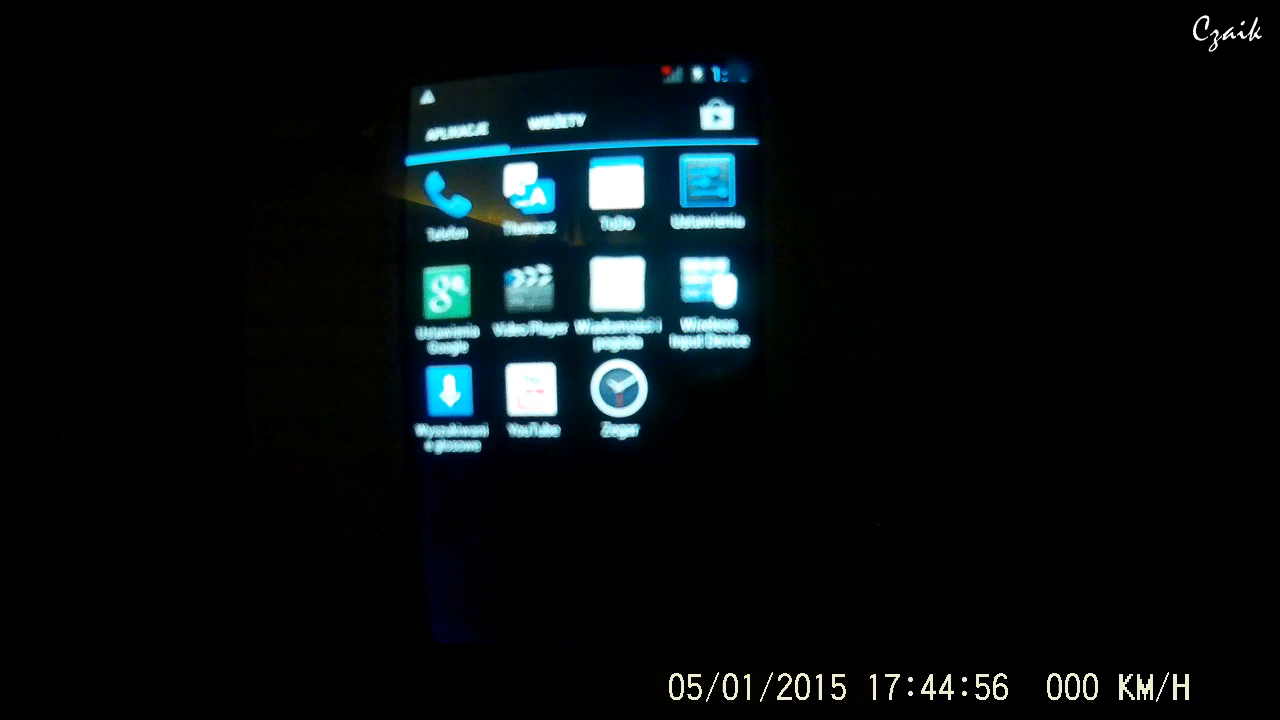 Czaik
APLIKACJE WIDŻETY
Telefon Tłumacz ToDo Ustawienia
Ustawienia Google
Video Player
Wiadomości i pogoda
Wireless Input Device
Wyszukiwani
e głosowe
YouTube
Zegar
05/01/2015 17:44:56 000 KM/H